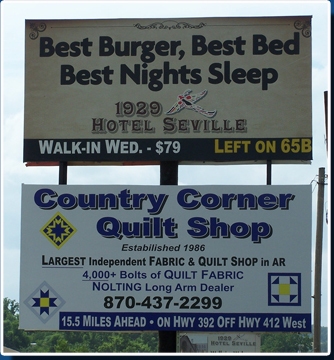 Best Burger, Best Bed
Best Nights Sleep
1929
HOTEL SEVILLE
WALK-IN WED. - $79 LEFT ON 65B
Country Corner
Quilt Shop
Established 1986
LARGEST Independent FABRIC & QUILT SHOP in AR
4,000+ Bolts of QUILT FABRIC
NOLTING Long Arm Dealer
870-437-2299
15.5 MILES AHEAD • ON HWY 392 OFF HWY 412 WEST
HOTEL SEVILLE